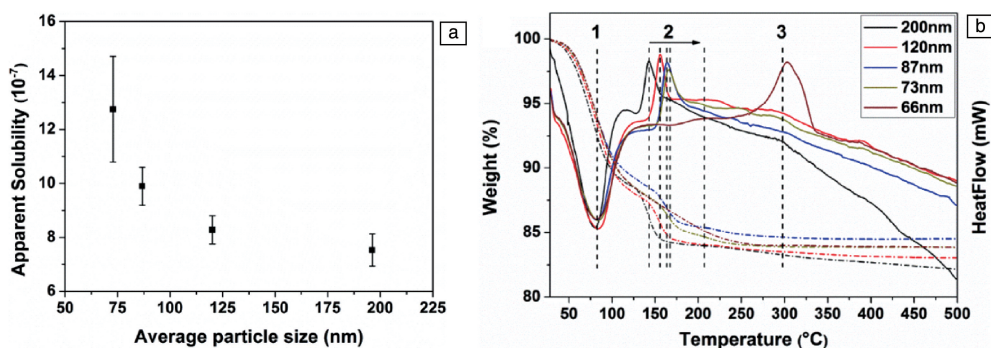 a
Apparent Solubility (10⁻⁷)
16
14
12
10
8
6
50 75 100 125 150 175 200 225
Average particle size (nm)
b
1 2 3
200nm
120nm
87nm
73nm
66nm
Weight (%)
100
95
90
85
80
50 100 150 200 250 300 350 400 450 500
Temperature (°C)
HeatFlow (mW)